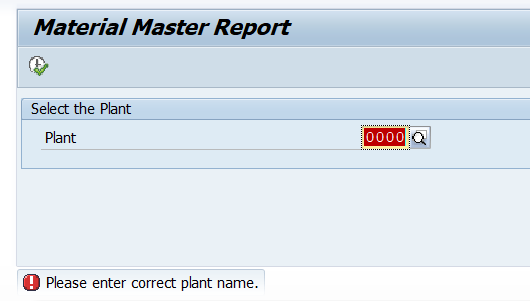 Material Master Report
Select the Plant
Plant 0000
Please enter correct plant name.